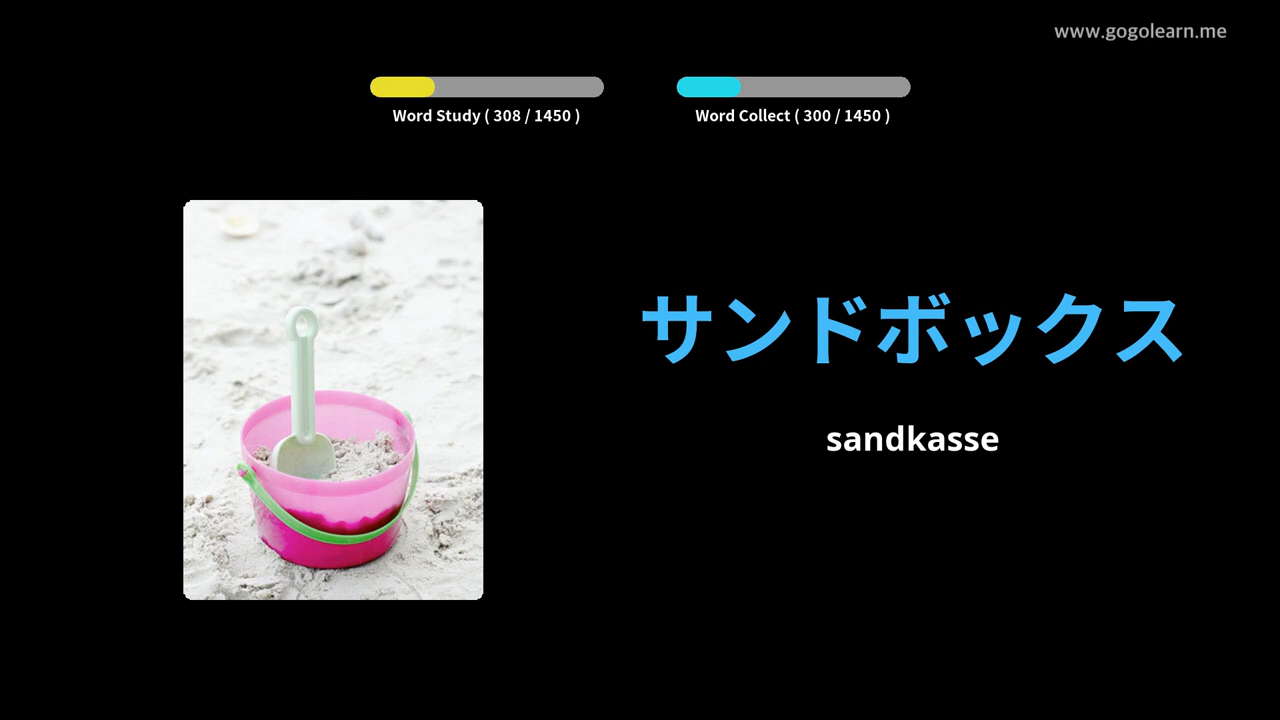 www.gogolearn.me
Word Study ( 308 / 1450 )
Word Collect ( 300 / 1450 )
サンドボックス
sandkasse